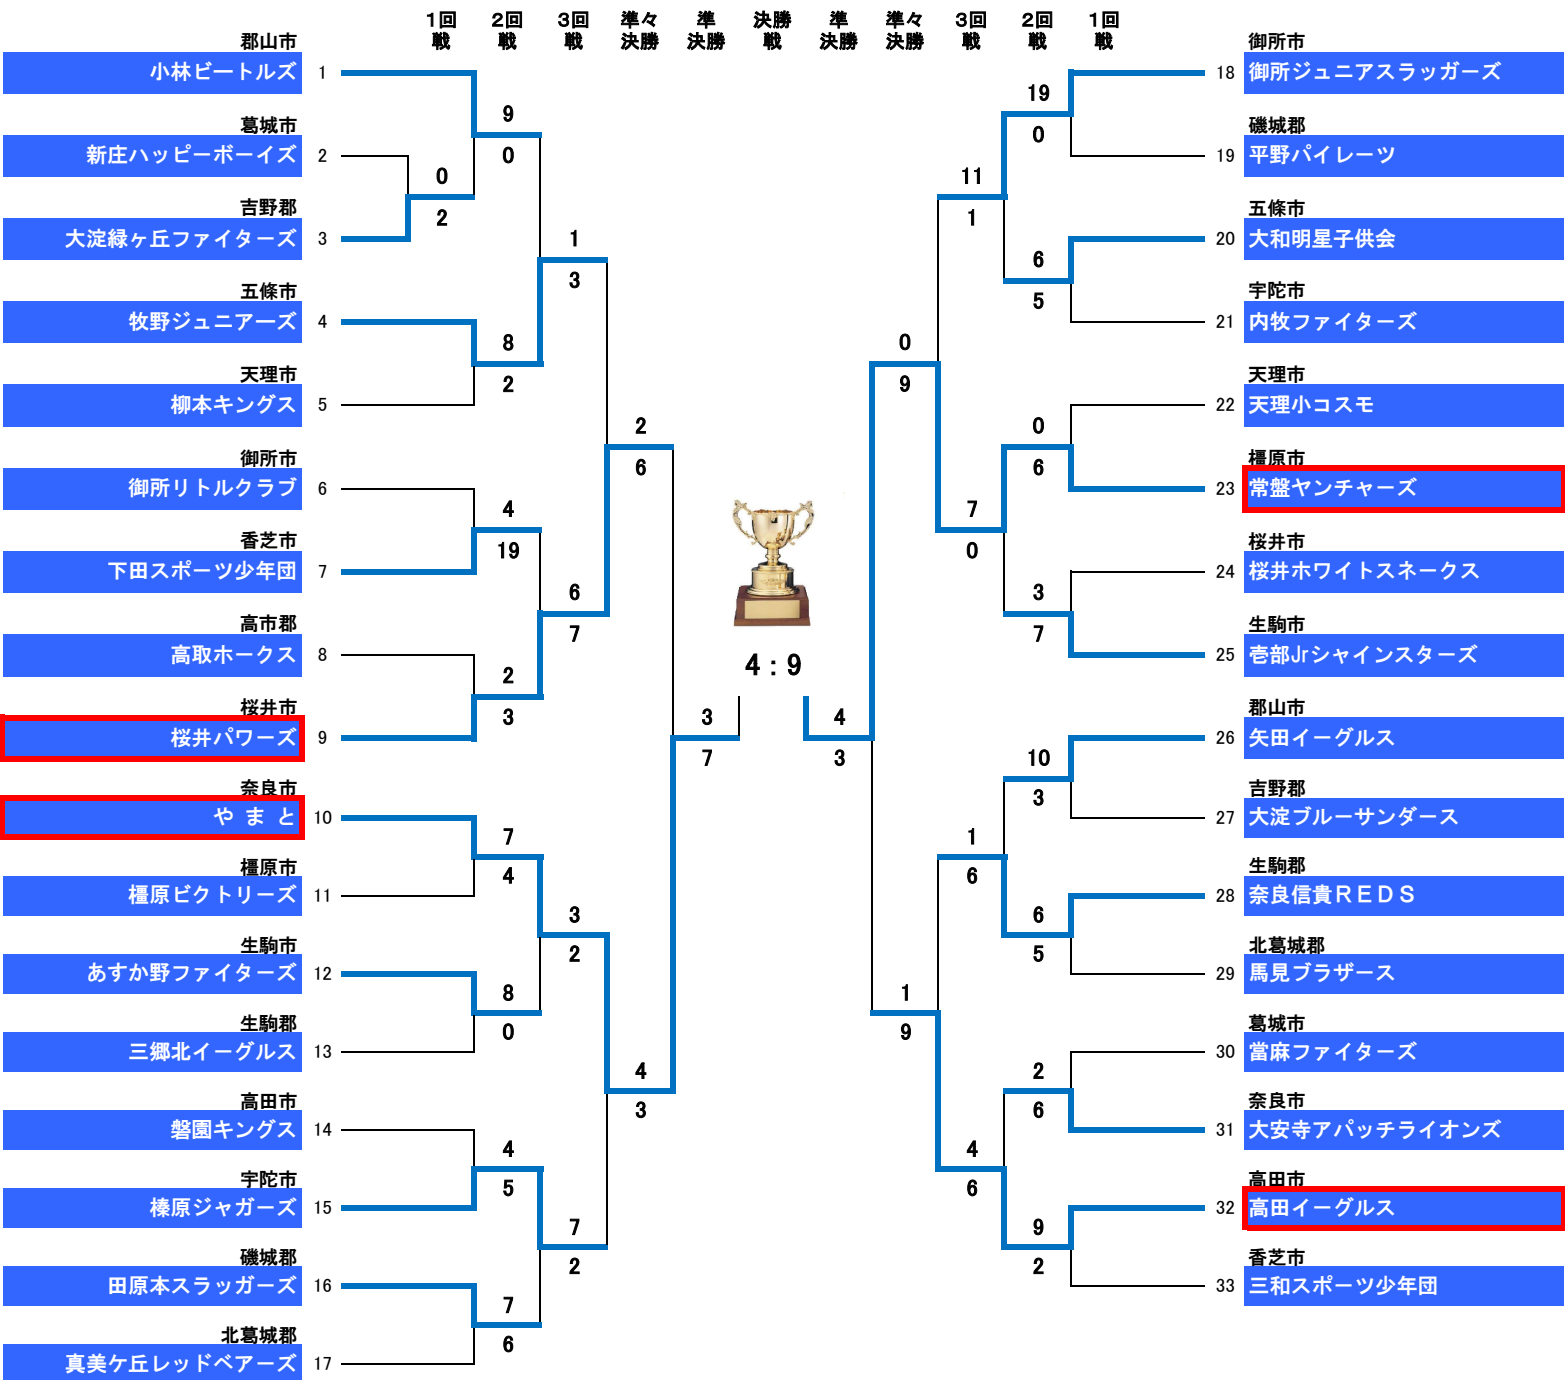 1回戦 2回戦 3回戦 準々決勝 準決勝 決勝戦 準決勝 準々決勝 3回戦 2回戦 1回戦
郡山市
小林ビートルズ 1
葛城市
新庄ハッピーボーイズ 2
吉野郡
大淀緑ヶ丘ファイターズ 3
五條市
牧野ジュニアーズ 4
天理市
柳本キングス 5
御所市
御所リトルクラブ 6
香芝市
下田スポーツ少年団 7
高市郡
高取ホークス 8
桜井市
桜井パワーズ 9
奈良市
や ま と 10
橿原市
橿原ビクトリーズ 11
生駒市
あすか野ファイターズ 12
生駒郡
三郷北イーグルス 13
高田市
磐園キングス 14
宇陀市
榛原ジャガーズ 15
磯城郡
田原本スラッガーズ 16
北葛城郡
真美ケ丘レッドベアーズ 17
0
2
9
0
8
2
4
19
2
3
7
4
8
0
4
5
7
6
1
3
6
7
3
2
7
2
2
6
4
3
3
7
4 : 9
4
3
0
9
1
9
11
1
7
0
1
6
4
6
19
0
6
5
0
6
3
7
10
3
6
5
2
6
9
2
御所市
18 御所ジュニアスラッガーズ
磯城郡
19 平野パイレーツ
五條市
20 大和明星子供会
宇陀市
21 内牧ファイターズ
天理市
22 天理小コスモ
橿原市
23 常盤ヤンチャーズ
桜井市
24 桜井ホワイトスネークス
生駒市
25 壱部Jrシャインスターズ
郡山市
26 矢田イーグルス
吉野郡
27 大淀ブルーサンダース
生駒郡
28 奈良信貴ＲＥＤＳ
北葛城郡
29 馬見ブラザース
葛城市
30 當麻ファイターズ
奈良市
31 大安寺アパッチライオンズ
高田市
32 高田イーグルス
香芝市
33 三和スポーツ少年団